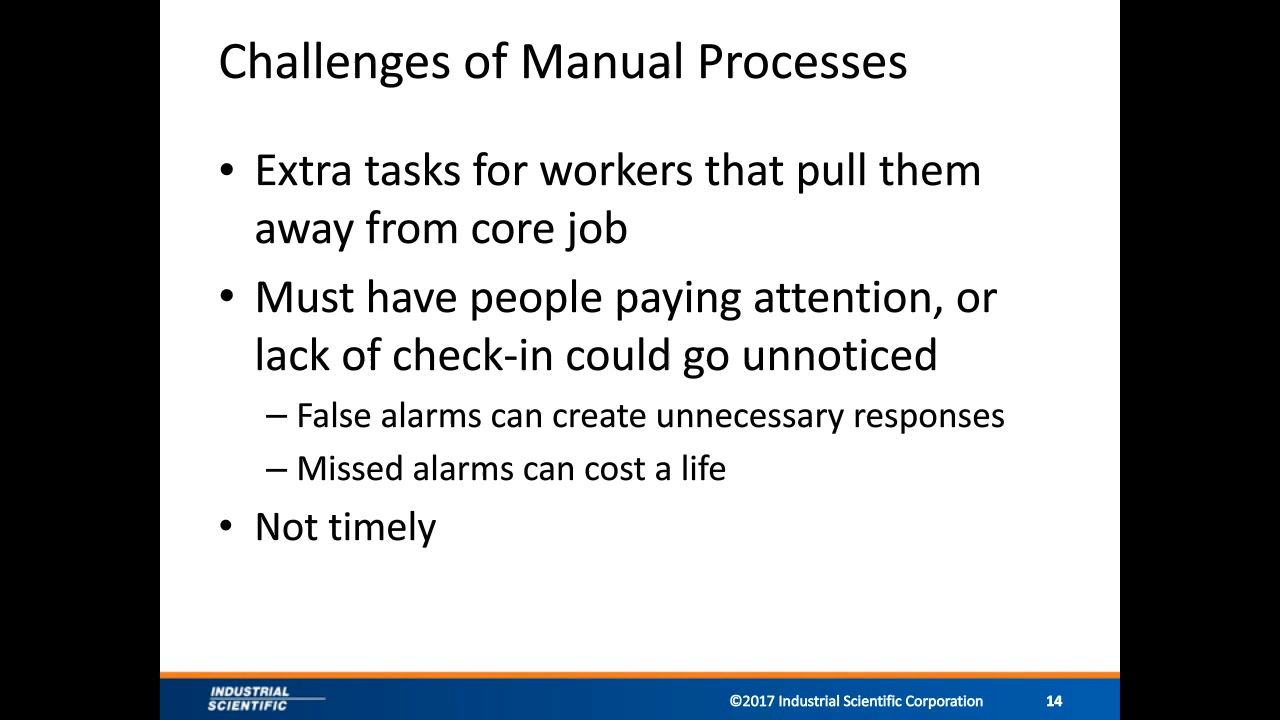 Challenges of Manual Processes
• Extra tasks for workers that pull them
away from core job
• Must have people paying attention, or
lack of check-in could go unnoticed
– False alarms can create unnecessary responses
– Missed alarms can cost a life
• Not timely
INDUSTRIAL
SCIENTIFIC
©2017 Industrial Scientific Corporation 14